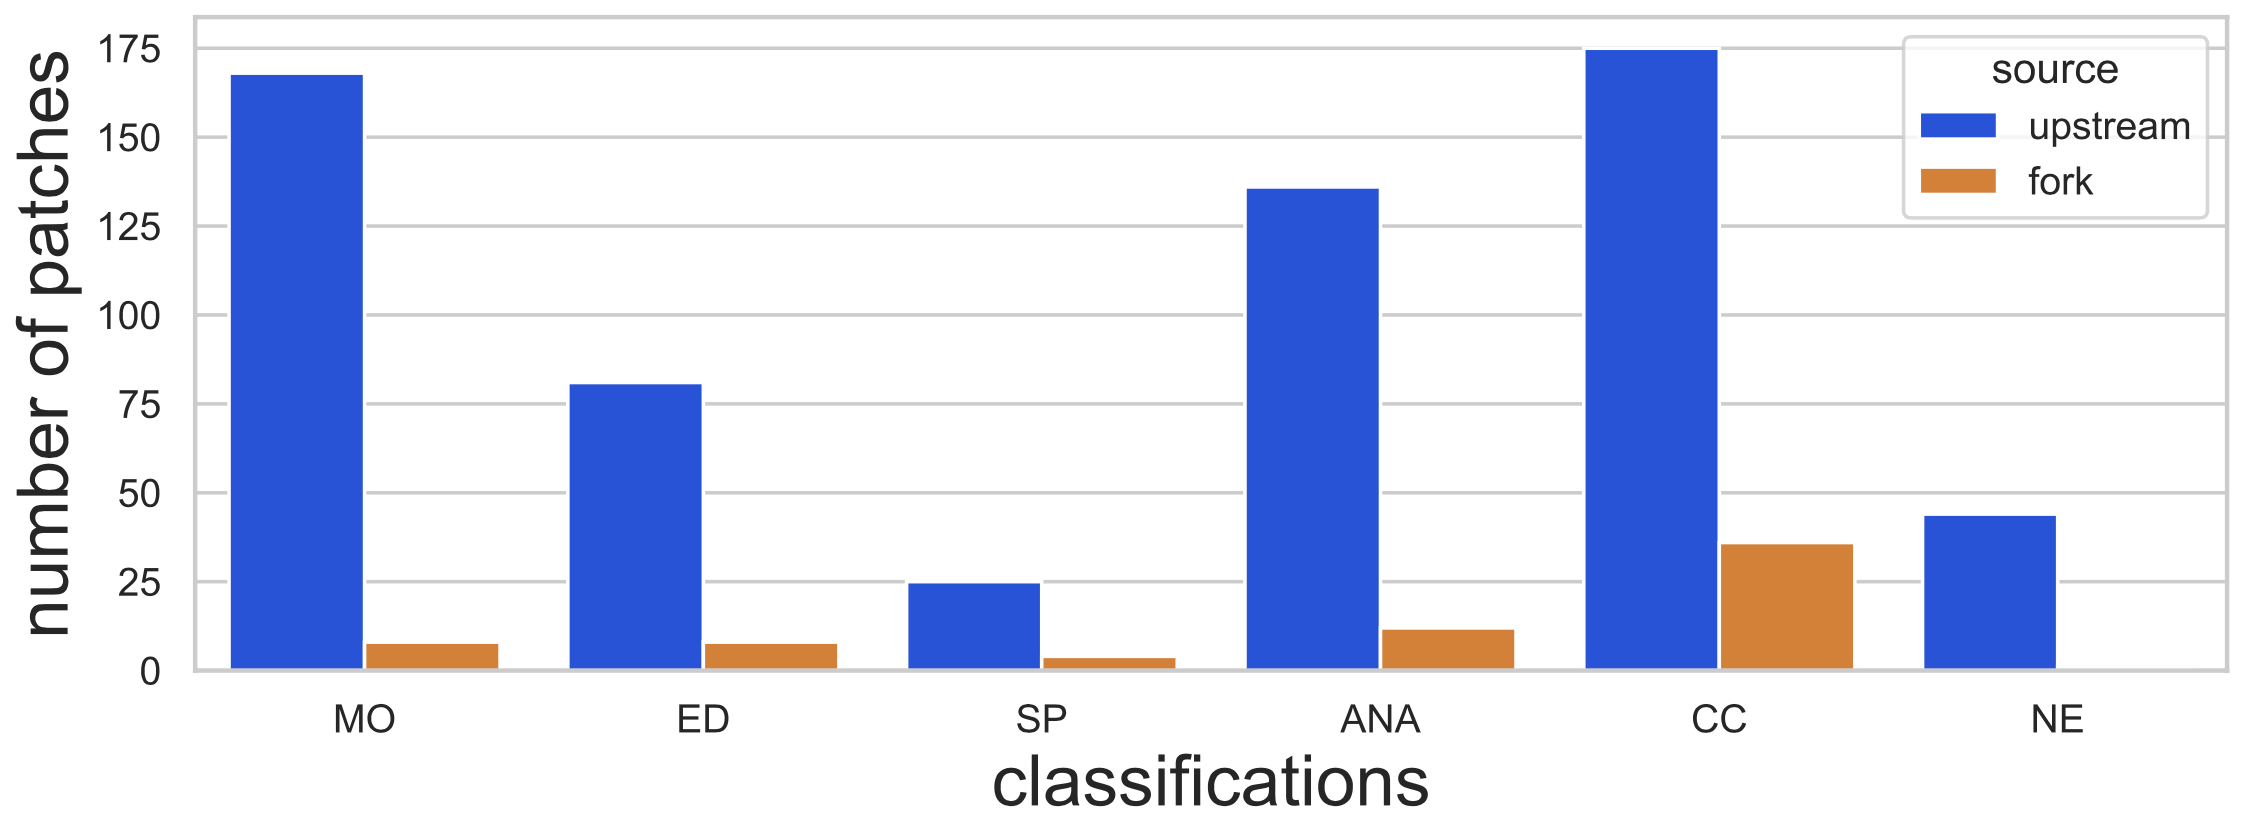 number of patches
175
150
125
100
75
50
25
0
source
upstream
fork
MO ED SP ANA CC NE
classifications